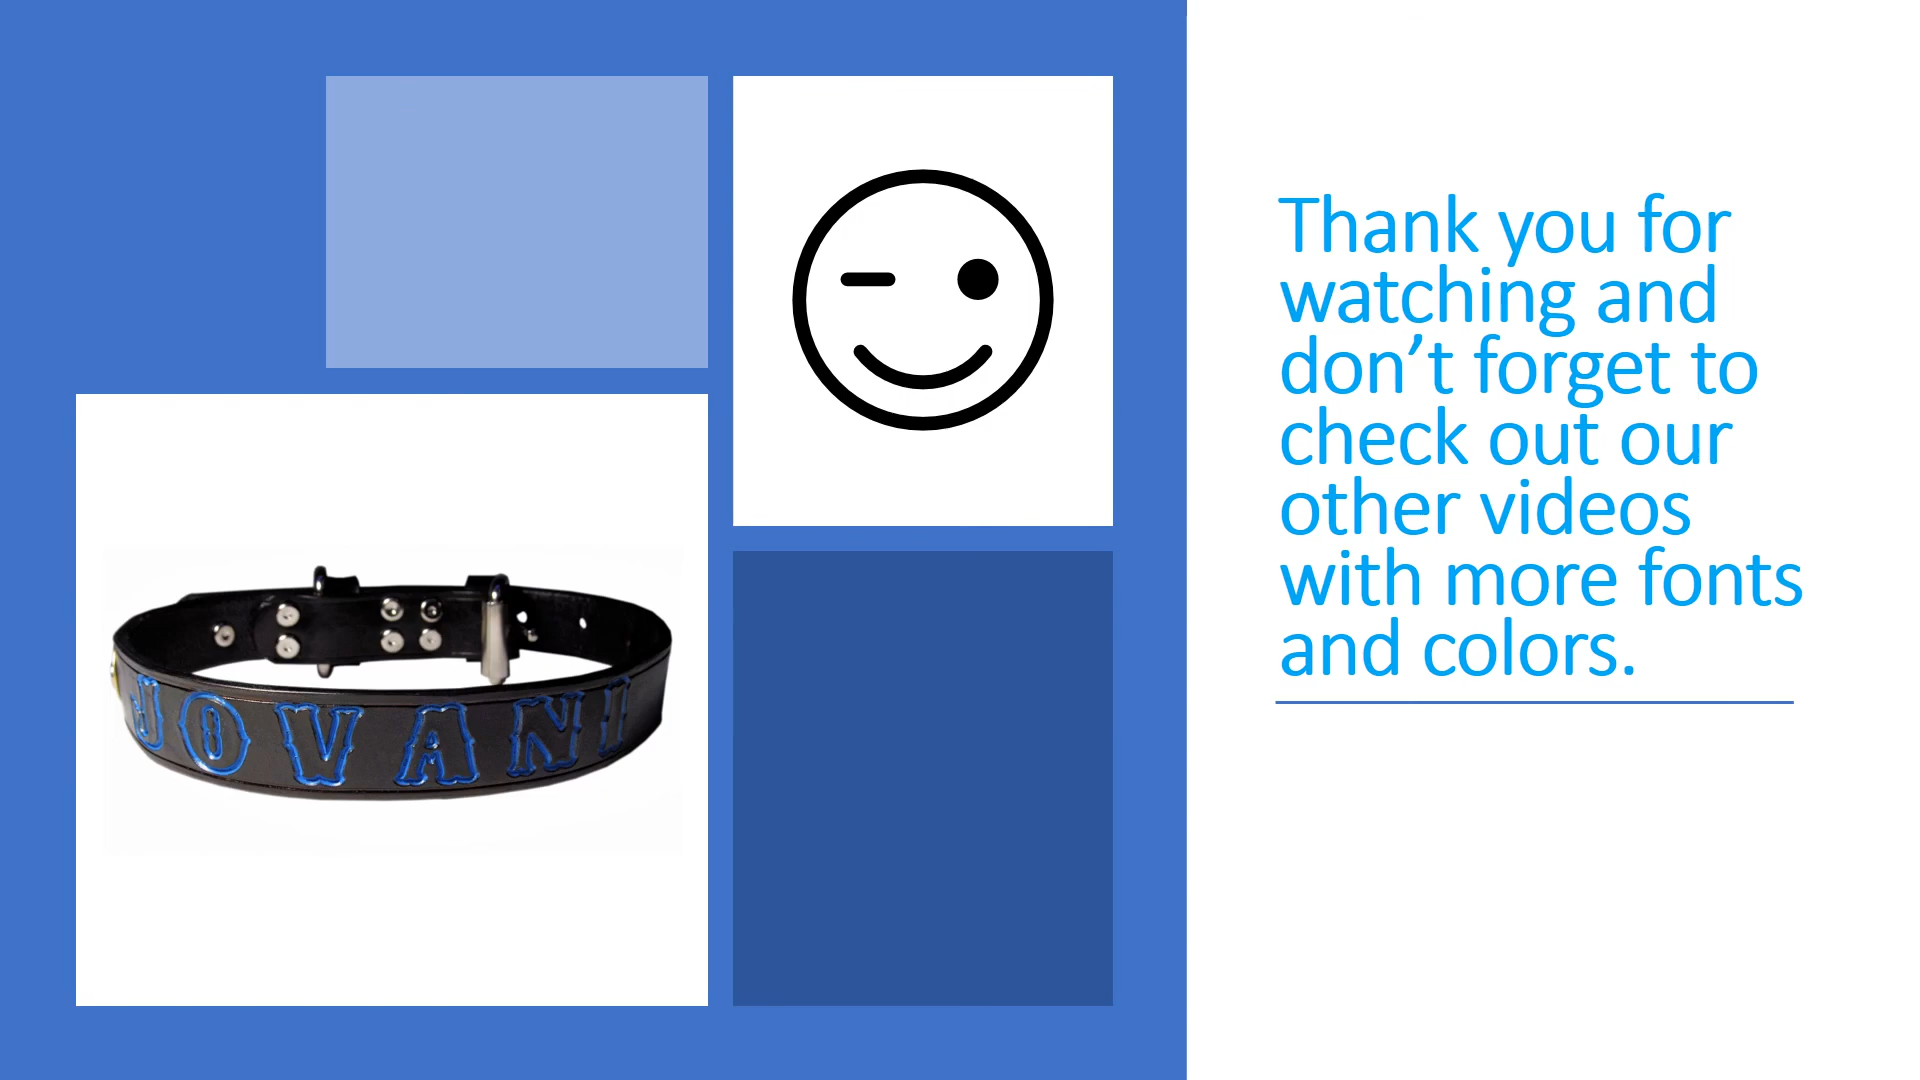 Thank you for
watching and
don’t forget to
check out our
other videos
with more fonts
and colors.
JOVANI